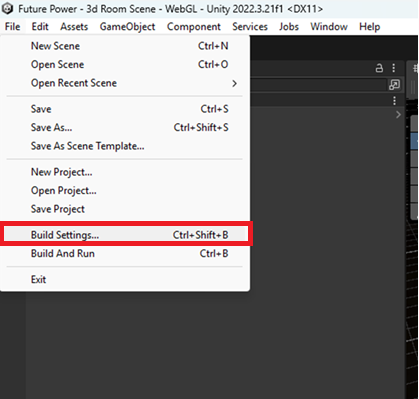 Future Power - 3d Room Scene - WebGL - Unity 2022.3.21f1 <DX11>
File Edit Assets GameObject Component Services Jobs Window Help
New Scene Ctrl+N
Open Scene Ctrl+O
Open Recent Scene
Save Ctrl+S
Save As... Ctrl+Shift+S
Save As Scene Template...
New Project...
Open Project...
Save Project
Build Settings... Ctrl+Shift+B
Build And Run Ctrl+B
Exit